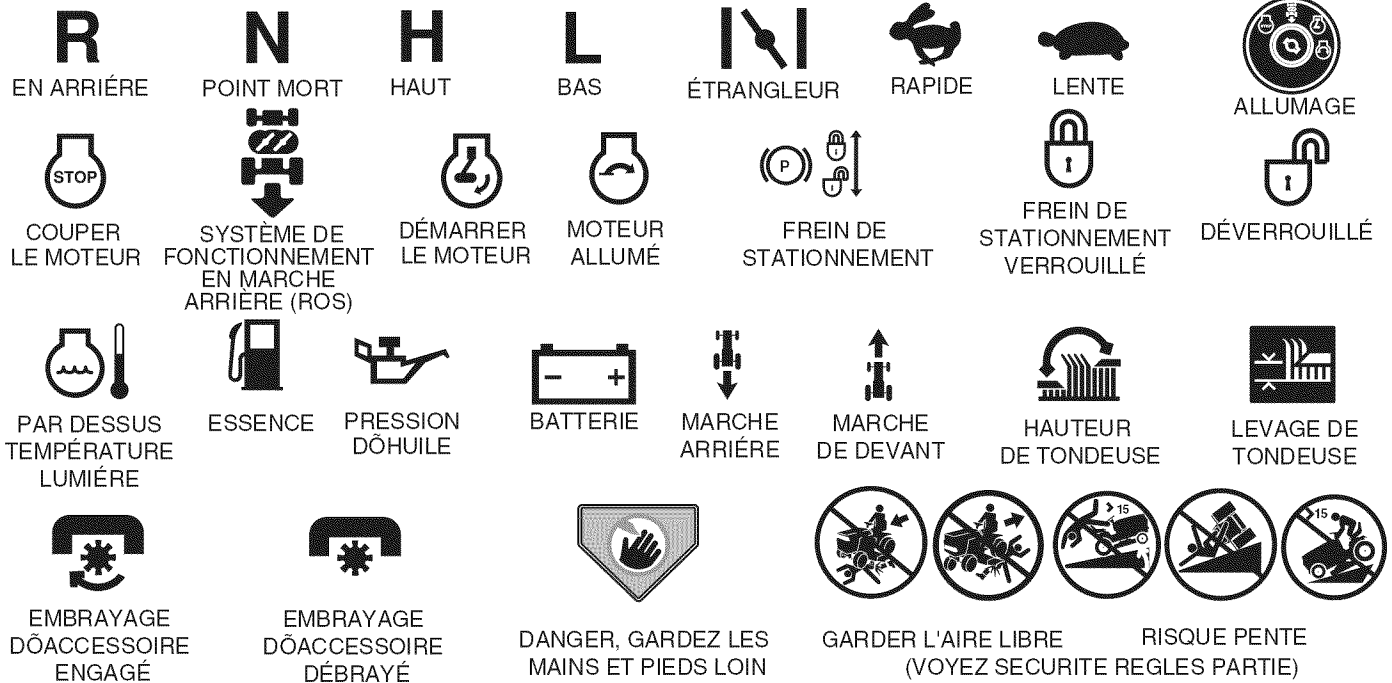 R N H L
EN ARRIÉRE POINT MORT HAUT BAS ÉTRANGLEUR RAPIDE LENTE
ALLUMAGE
STOP
P
COUPER
LE MOTEUR
SYSTÈME DE
FONCTIONNEMENT
EN MARCHE
ARRIÈRE (ROS)
DÉMARRER
LE MOTEUR
MOTEUR
ALLUMÉ
FREIN DE
STATIONNEMENT
FREIN DE
STATIONNEMENT
VERROUILLÉ
DÉVERROUILLÉ
PAR DESSUS
TEMPÉRATURE
LUMIÉRE
ESSENCE
PRESSION
DÕHUILE
- +
BATTERIE
MARCHE
ARRIÉRE
MARCHE
DE DEVANT
HAUTEUR
DE TONDEUSE
LEVAGE DE
TONDEUSE
EMBRAYAGE
DÕACCESSOIRE
ENGAGÉ
EMBRAYAGE
DÕACCESSOIRE
DÉBRAYÉ
DANGER, GARDEZ LES
MAINS ET PIEDS LOIN
> 15
> 15
GARDER L'AIRE LIBRE RISQUE PENTE
(VOYEZ SECURITE REGLES PARTIE)